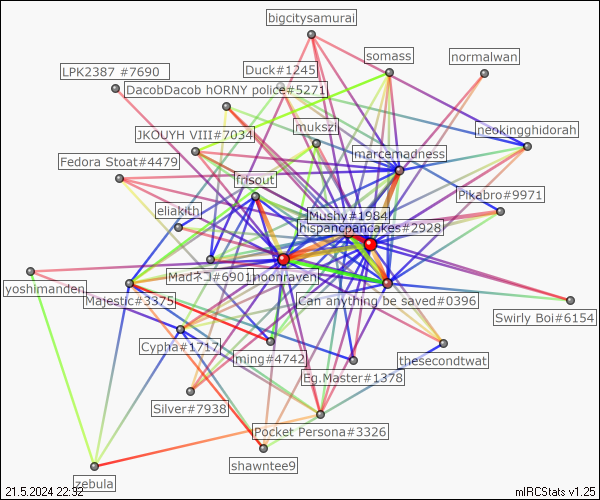 bigcitysamurai
somass
normalwan
LPK2387 #7690
Duck#1245
DacobDacob hORNY police#5271
mukszi
JKOUYH VIII#7034
neokingghidorah
marcemadness
Fedora Stoat#4479
frisout
Pikabro#9971
eliakith
Mushy#1984
hispancpancakes#2928
Madネコ#6901
noonraven
yoshimanden
Majestic#3375
Can anything be saved#0396
Swirly Boi#6154
Cypha#1717
ming#4742
thesecondtwat
Eg.Master#1378
Silver#7938
Pocket Persona#3326
shawntee9
zebula
21.5.2024 22:32
mIRCStats v1.25